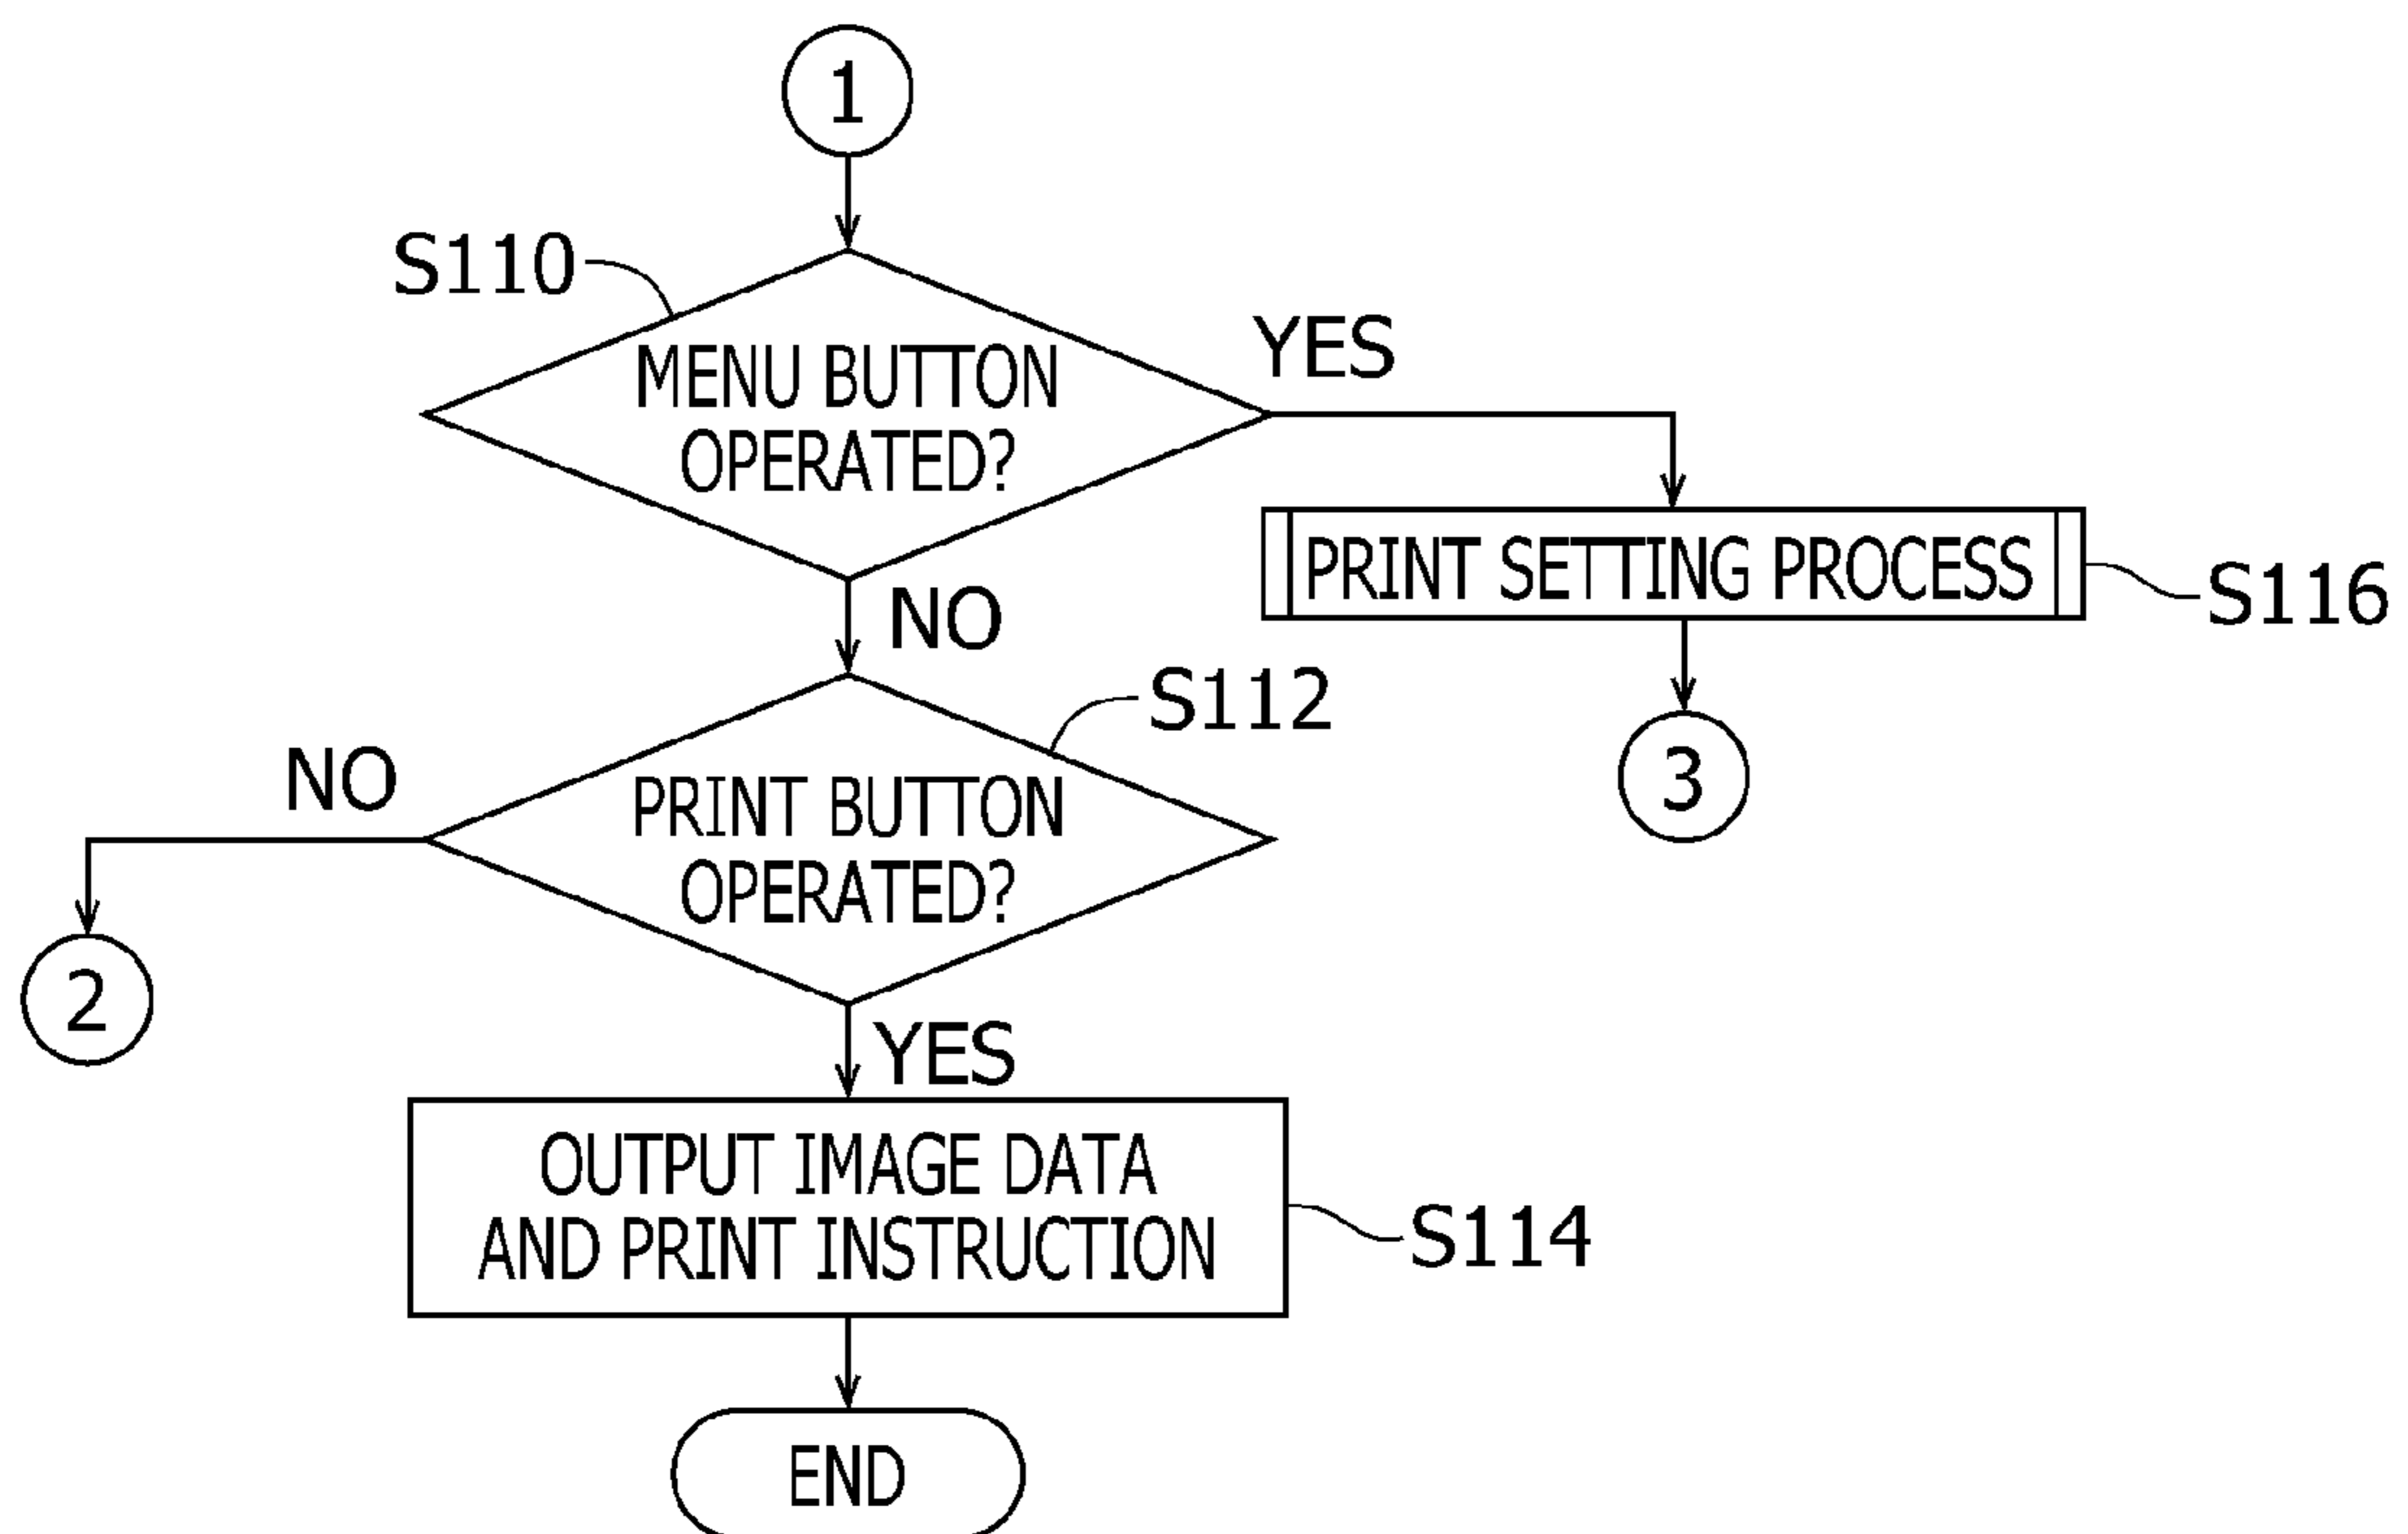 1
S110
MENU BUTTON
OPERATED?
YES
PRINT SETTING PROCESS
S116
NO
3
S112
PRINT BUTTON
OPERATED?
NO
2
YES
OUTPUT IMAGE DATA
AND PRINT INSTRUCTION
S114
END